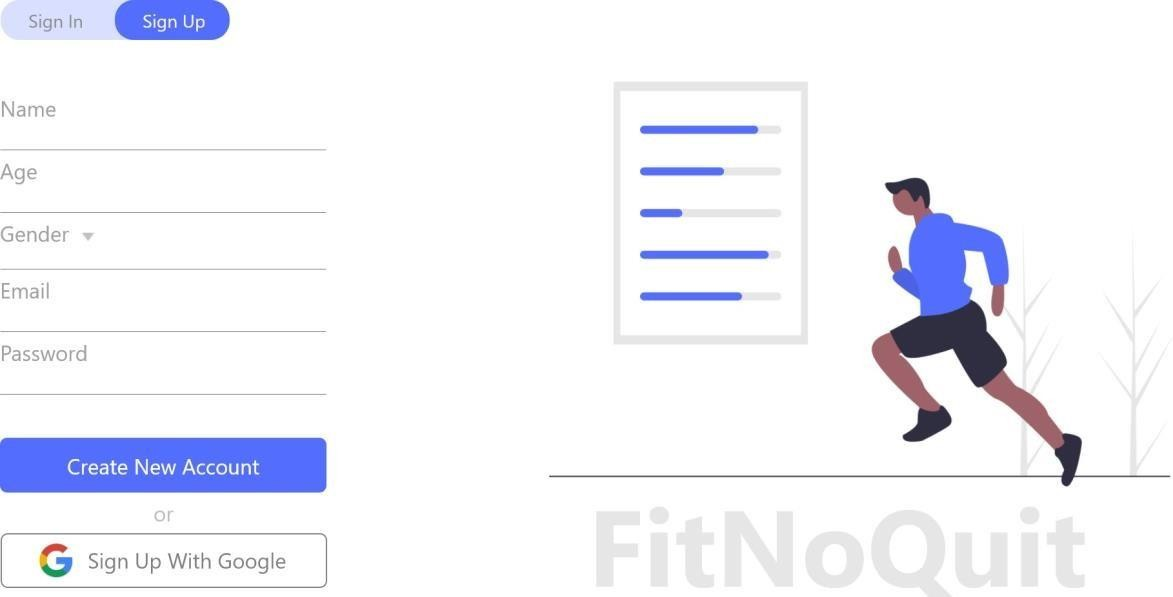 Sign In
Sign Up
Name
Age
Gender
Email
Password
Create New Account
or
Sign Up With Google
FitNoQuit